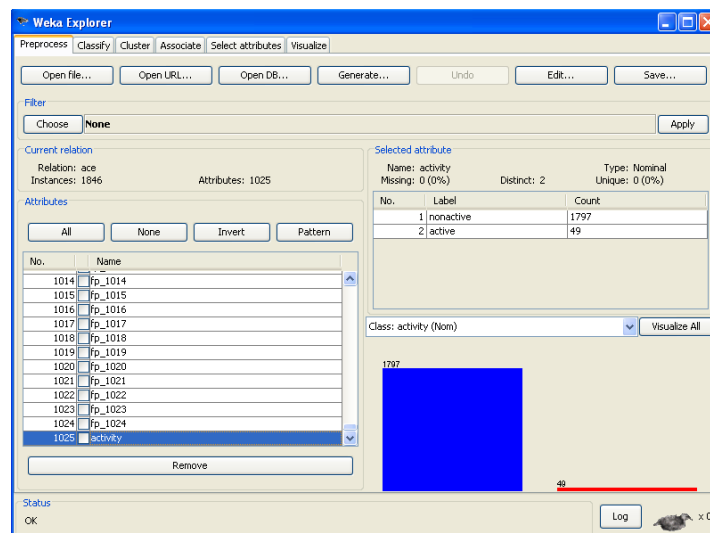 Weka Explorer
Preprocess Classify Cluster Associate Select attributes Visualize
Open file... Open URL... Open DB... Generate... Undo Edit... Save...
Filter
Choose None Apply
Current relation
Relation: ace
Instances: 1846 Attributes: 1025
Attributes
All None Invert Pattern
No. Name
1014 fp_1014
1015 fp_1015
1016 fp_1016
1017 fp_1017
1018 fp_1018
1019 fp_1019
1020 fp_1020
1021 fp_1021
1022 fp_1022
1023 fp_1023
1024 fp_1024
1025 activity
Remove
Selected attribute
Name: activity Type: Nominal
Missing: 0 (0%) Distinct: 2 Unique: 0 (0%)
No. Label Count
1 nonactive 1797
2 active 49
Class: activity (Nom) Visualize All
1797
49
Status
OK
Log x 0